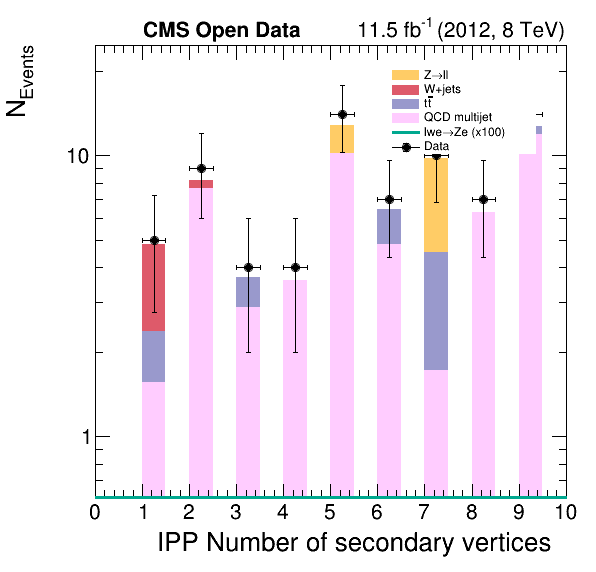 CMS Open Data 11.5 fb⁻¹ (2012, 8 TeV)
N_Events
Z→ll
W+jets
tt̄
QCD multijet
lwe→Ze (x100)
Data
10
1
0 1 2 3 4 5 6 7 8 9 10
IPP Number of secondary vertices